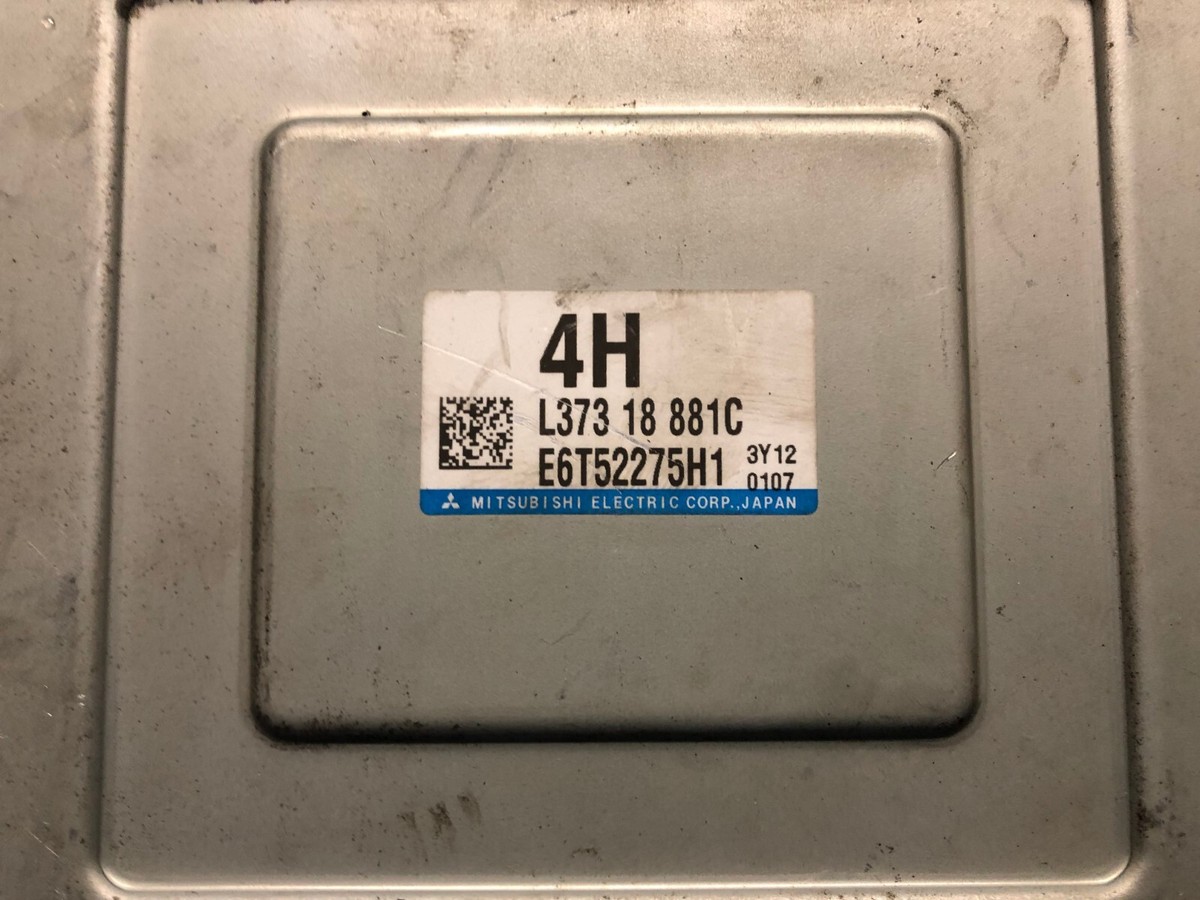 4H
L373 18 881C
E6T52275H1 3Y12
0107
MITSUBISHI ELECTRIC CORP.,JAPAN